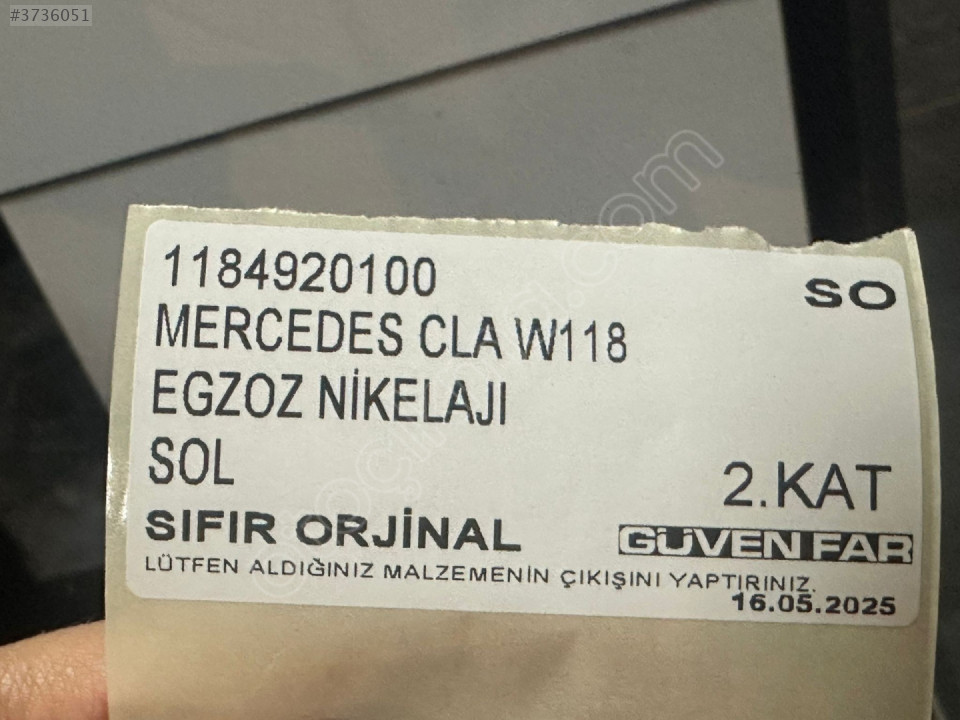 #3736051
1184920100
SO
MERCEDES CLA W118
EGZOZ NİKELAJI
SOL
2.KAT
SIFIR ORJİNAL
GÜVEN FAR
LÜTFEN ALDIĞINIZ MALZEMENİN ÇIKIŞINI YAPTIRINIZ.
16.05.2025